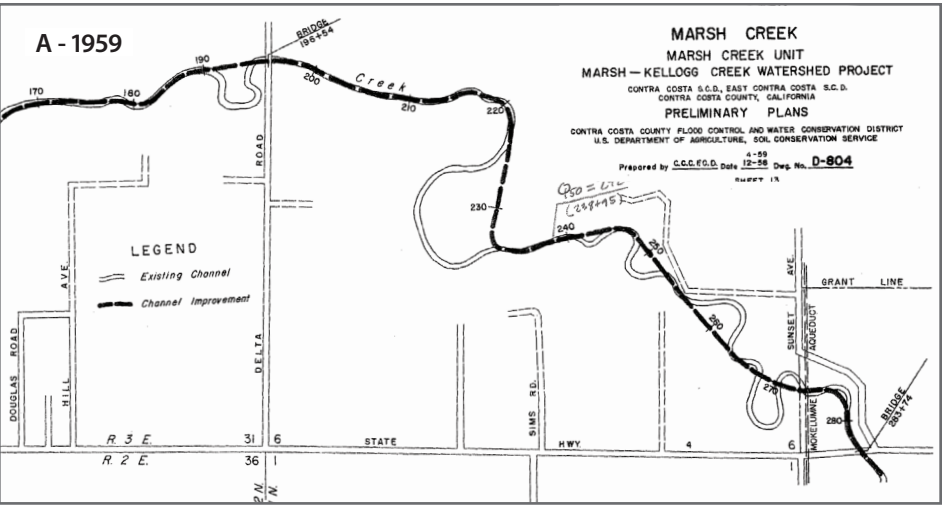 A - 1959
MARSH CREEK
MARSH CREEK UNIT
MARSH — KELLOGG CREEK WATERSHED PROJECT
CONTRA COSTA S.C.D., EAST CONTRA COSTA S.C.D.
CONTRA COSTA COUNTY, CALIFORNIA
PRELIMINARY PLANS
CONTRA COSTA COUNTY FLOOD CONTROL AND WATER CONSERVATION DISTRICT
U.S. DEPARTMENT OF AGRICULTURE, SOIL CONSERVATION SERVICE
4-59
Prepared by C.C.C.F.C.D. Date 12-58 Dwg. No. D-804
SHEET 13
BRIDGE
196+54
170
180
190
200
Creek
210
220
230
Q50 =
(238+95)
240
250
260
270
280
ROAD
DELTA
LEGEND
Existing Channel
Channel Improvement
AVE.
HILL
DOUGLAS ROAD
SIMS RD.
SUNSET AVE.
GRANT LINE
MOKELUMNE AQUEDUCT
BRIDGE
283+74
R. 3 E. 31 6 STATE HWY. 4 6
R. 2 E. 36 1 1
2 N.
N.